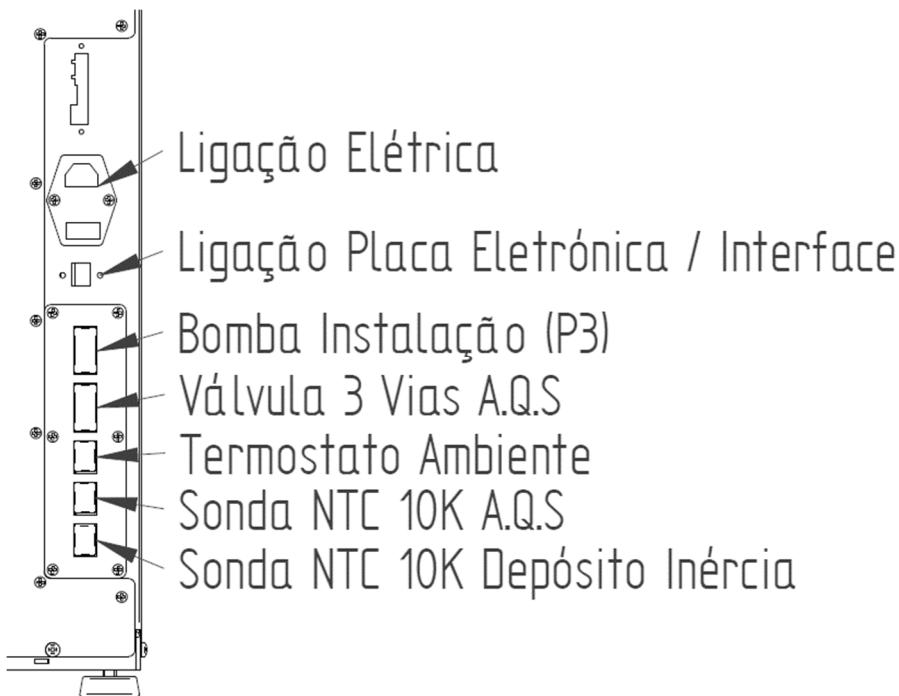 Ligação Elétrica
Ligação Placa Eletrónica / Interface
Bomba Instalação (P3)
Válvula 3 Vias A.Q.S
Termostato Ambiente
Sonda NTC 10K A.Q.S
Sonda NTC 10K Depósito Inércia